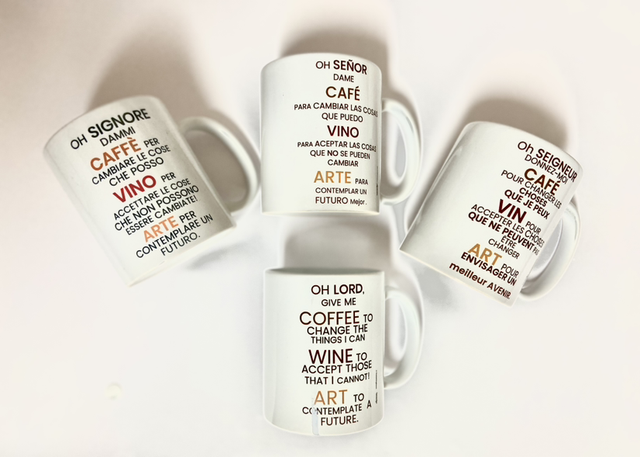 OH SIGNORE
DAMMI
CAFFÈ PER
CAMBIARE LE COSE
CHE POSSO
VINO PER
ACCETTARE LE COSE
CHE NON POSSONO
ESSERE CAMBIATE!
ARTE PER
CONTEMPLARE UN
FUTURO.
OH SEÑOR
DAME
CAFÉ
PARA CAMBIAR LAS COSAS
QUE PUEDO
VINO
PARA ACEPTAR LAS COSAS
QUE NO SE PUEDEN
CAMBIAR
ARTE PARA
CONTEMPLAR UN
FUTURO Mejor.
Oh SEIGNEUR
DONNEZ-MOI
CAFÉ
POUR CHANGER LES
CHOSES
QUE JE PEUX
VIN POUR
ACCEPTER LES CHOSES
QUE NE PEUVENT PAS
ÊTRE
CHANGER
ART POUR
ENVISAGER UN
meilleur AVENIR.
OH LORD,
GIVE ME
COFFEE TO
CHANGE THE
THINGS I CAN
WINE TO
ACCEPT THOSE
THAT I CANNOT!
ART TO
CONTEMPLATE A
FUTURE.